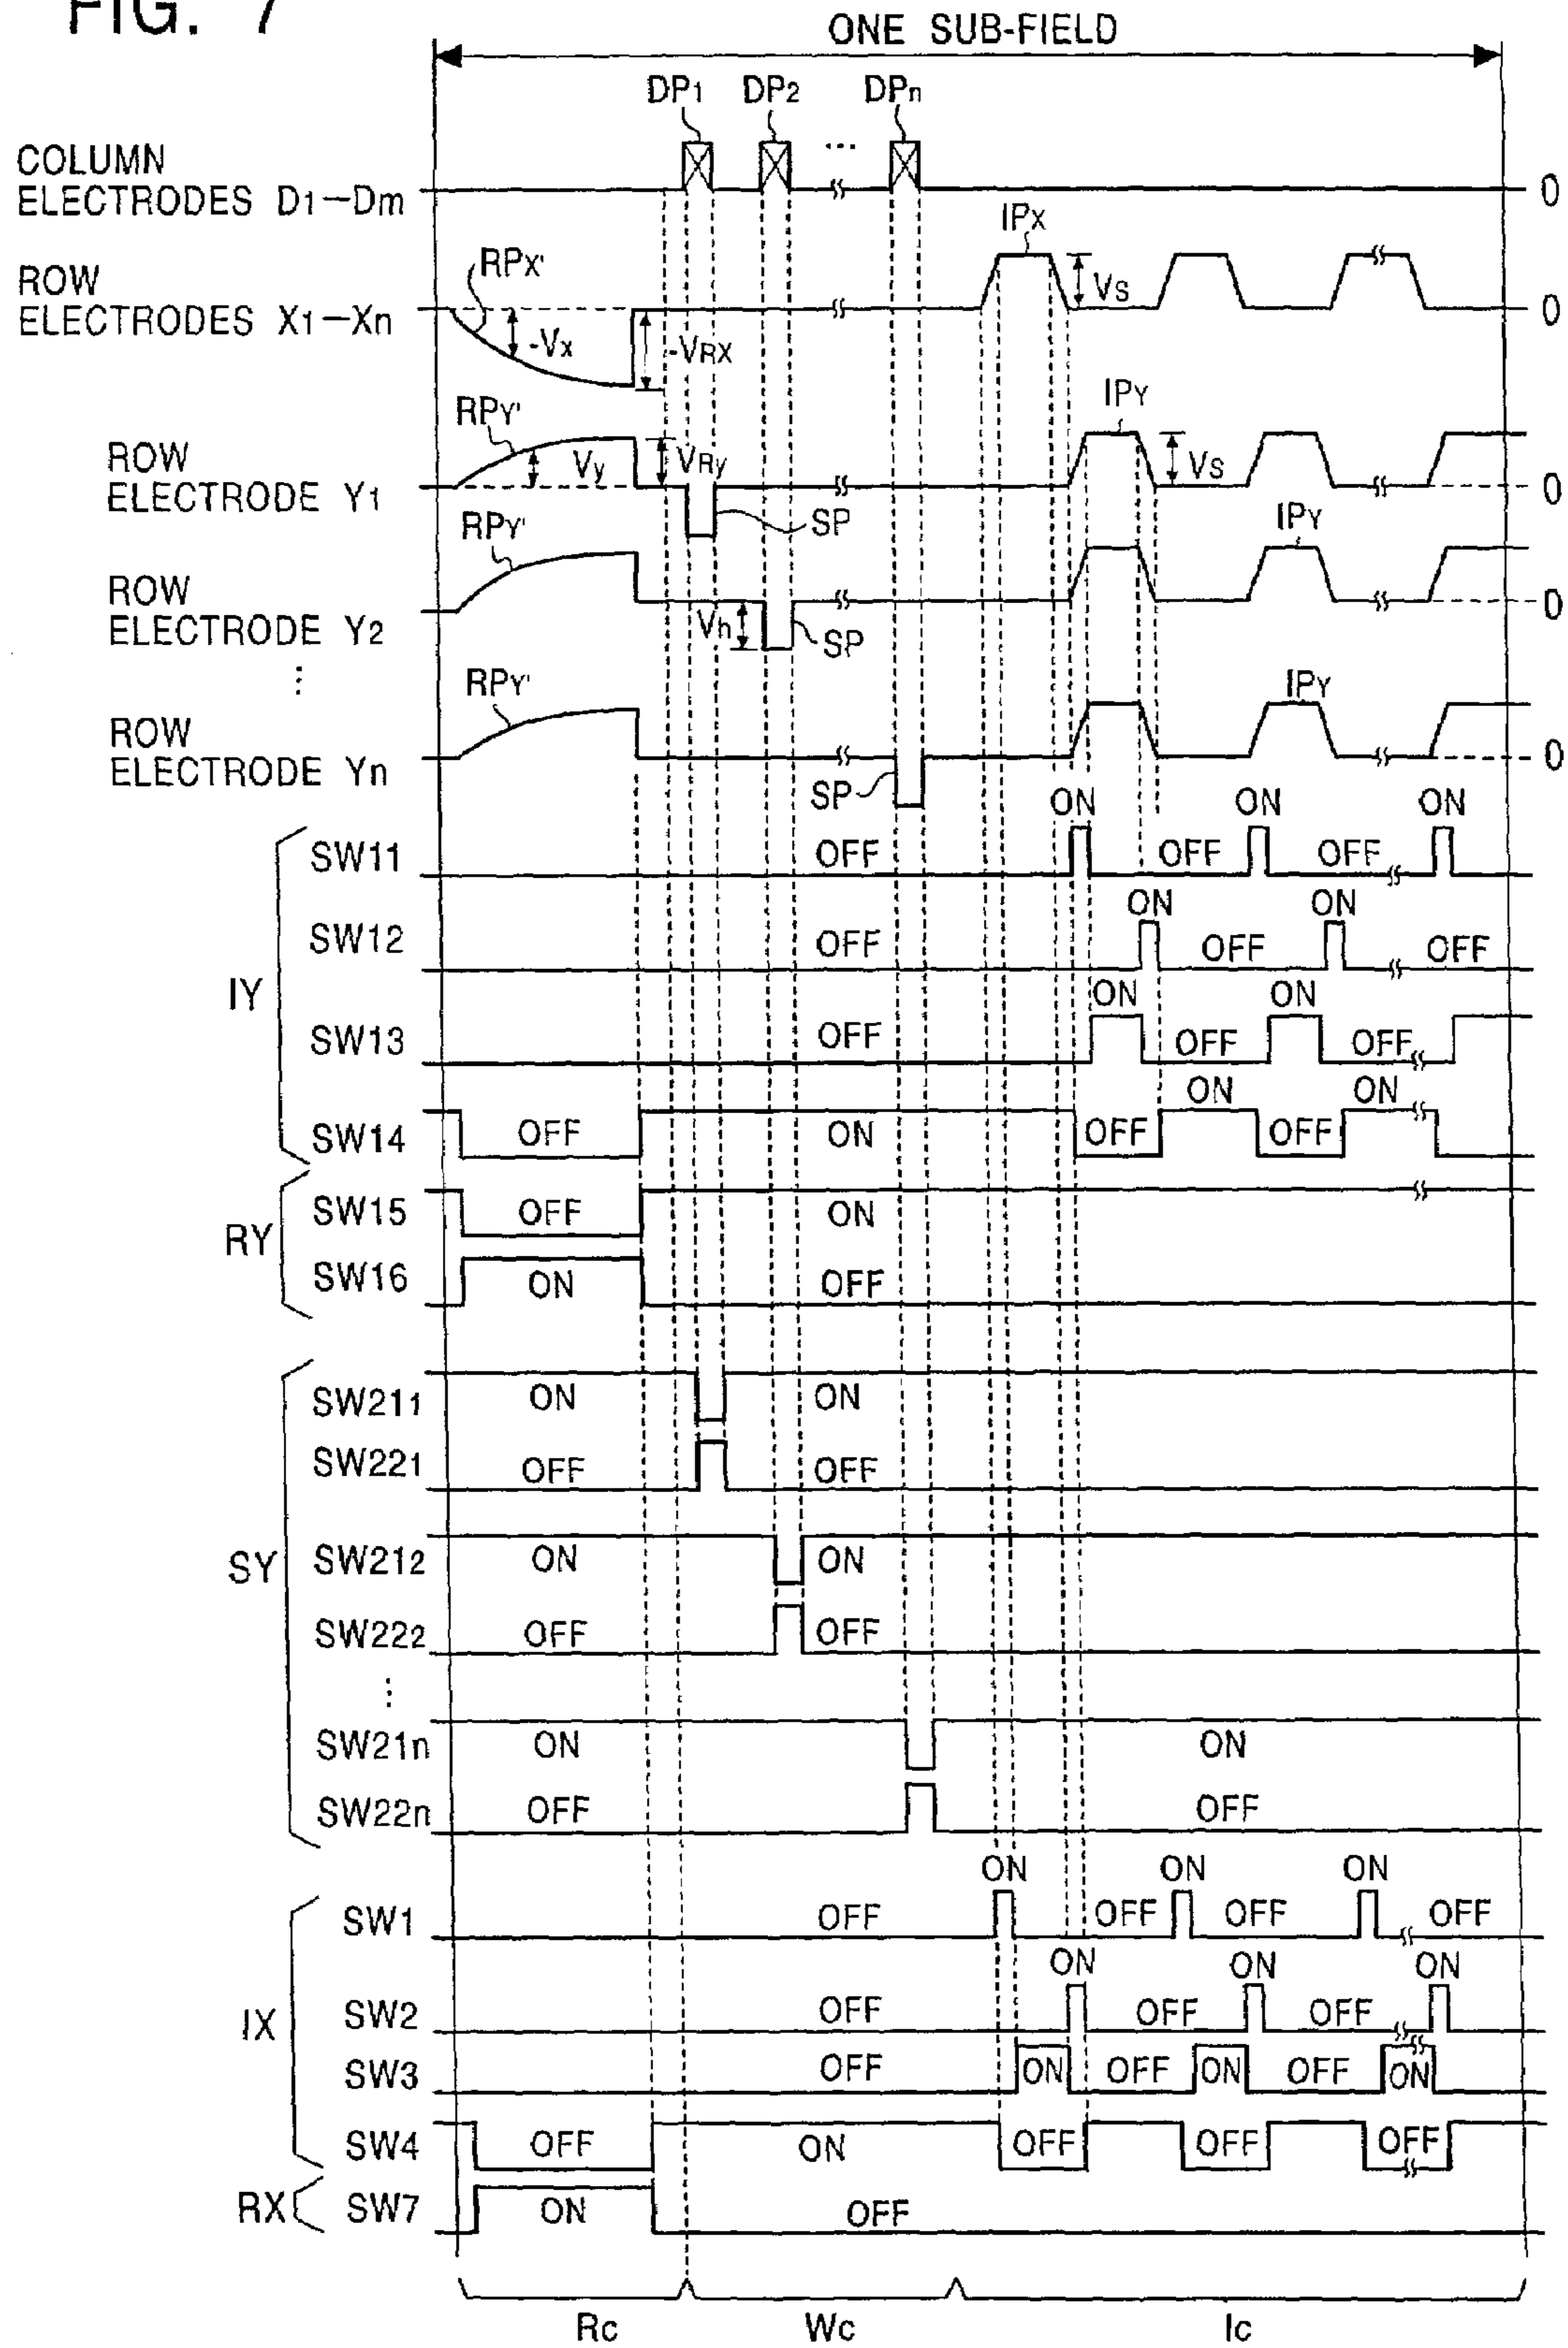 FIG. 7
ONE SUB-FIELD
DP1 DP2 ... DPn
COLUMN
ELECTRODES D1-Dm 0
IPX
RPX'
ROW
ELECTRODES X1-Xn -Vx -VRX VS 0
IPY
RPY'
ROW
ELECTRODE Y1 Vy VRy SP VS 0
IPY
RPY'
ROW
ELECTRODE Y2 Vh SP 0
⋮
IPY
RPY'
ROW
ELECTRODE Yn SP 0
ON ON ON
SW11 OFF OFF OFF
ON ON
SW12 OFF OFF OFF
IY
ON ON
SW13 OFF OFF OFF
ON ON
SW14 OFF ON OFF OFF
SW15 OFF ON
RY
SW16 ON OFF
SW211 ON ON
SW221 OFF OFF
SY
SW212 ON ON
SW222 OFF OFF
⋮
SW21n ON ON
SW22n OFF OFF
ON ON ON
SW1 OFF OFF OFF OFF
ON ON ON
IX
SW2 OFF OFF OFF
SW3 OFF ON OFF ON OFF ON
SW4 OFF ON OFF OFF OFF
RX SW7 ON OFF
Rc Wc Ic